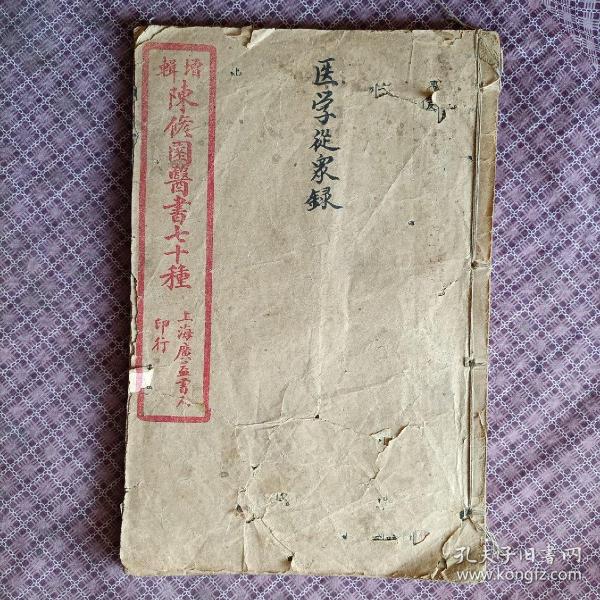 增輯
陳修園醫書七十種
上海廣益書局
印行
医学從衆録
孔夫子旧书网
www.kongfz.com